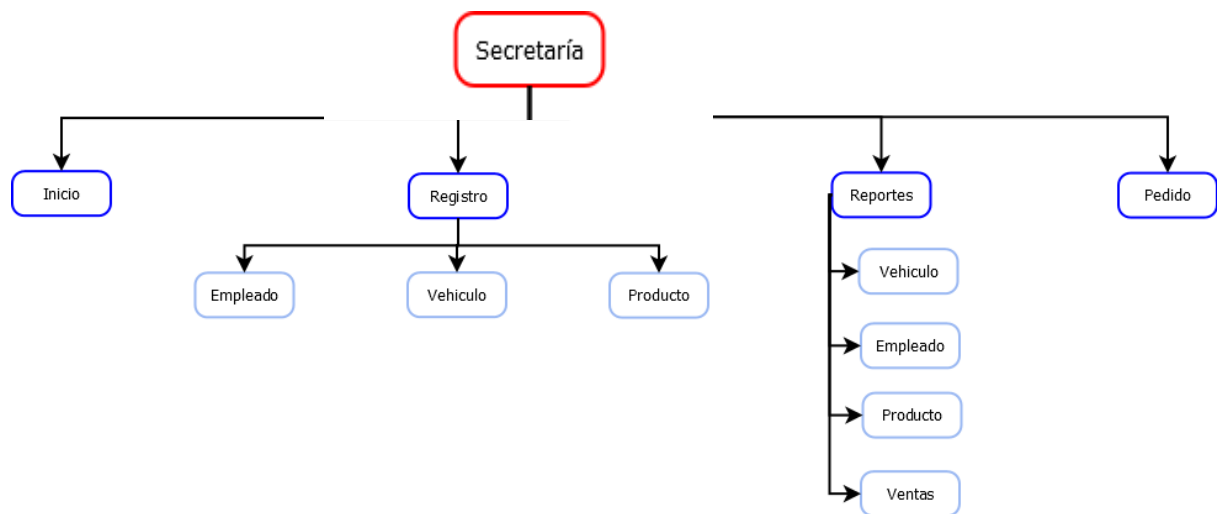 Secretaría
Inicio
Registro
Reportes
Pedido
Empleado
Vehiculo
Producto
Vehiculo
Empleado
Producto
Ventas